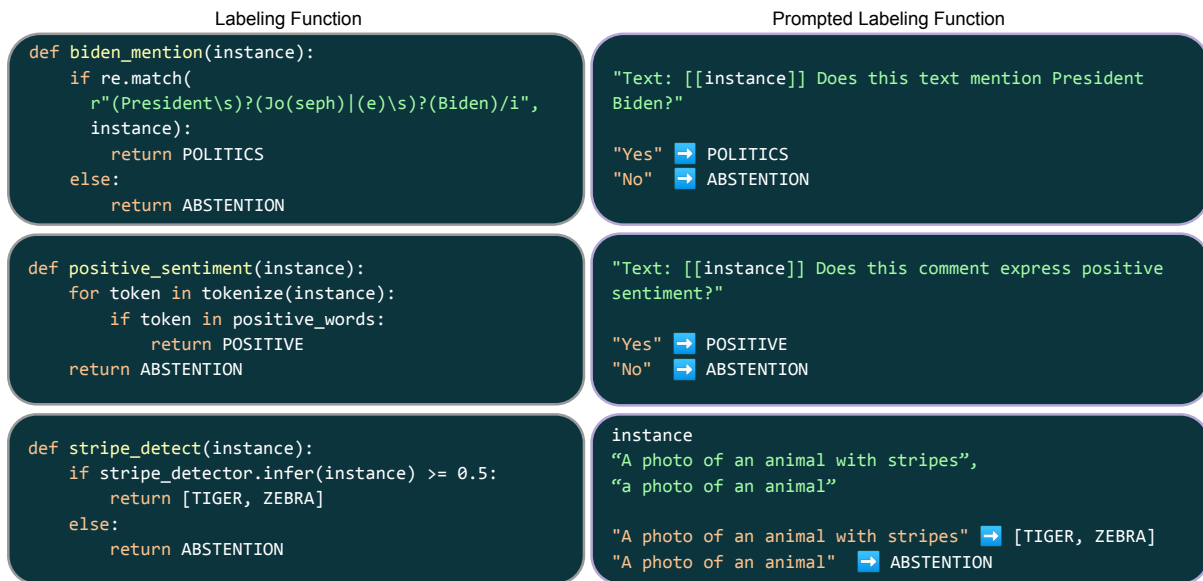 Labeling Function
def biden_mention(instance):
if re.match(
r"(President\s)?(Jo(seph)|(e)\s)?(Biden)/i",
instance):
return POLITICS
else:
return ABSTENTION
def positive_sentiment(instance):
for token in tokenize(instance):
if token in positive_words:
return POSITIVE
return ABSTENTION
def stripe_detect(instance):
if stripe_detector.infer(instance) >= 0.5:
return [TIGER, ZEBRA]
else:
return ABSTENTION
Prompted Labeling Function
"Text: [[instance]] Does this text mention President
Biden?"
"Yes" ➡ POLITICS
"No" ➡ ABSTENTION
"Text: [[instance]] Does this comment express positive
sentiment?"
"Yes" ➡ POSITIVE
"No" ➡ ABSTENTION
instance
“A photo of an animal with stripes”,
“a photo of an animal”
"A photo of an animal with stripes" ➡ [TIGER, ZEBRA]
"A photo of an animal" ➡ ABSTENTION